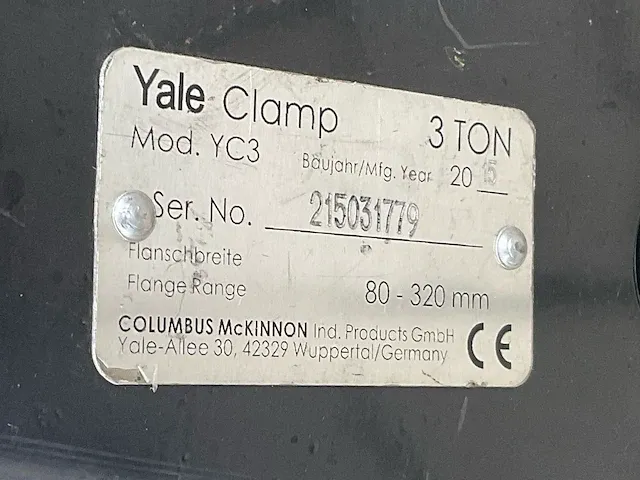 Yale Clamp 3 TON
Mod. YC3 Baujahr/Mfg. Year 20 15
Ser. No. 215031779
Flanschbreite
Flange Range 80 - 320 mm
COLUMBUS McKINNON Ind. Products GmbH
Yale-Allee 30, 42329 Wuppertal/Germany
CE